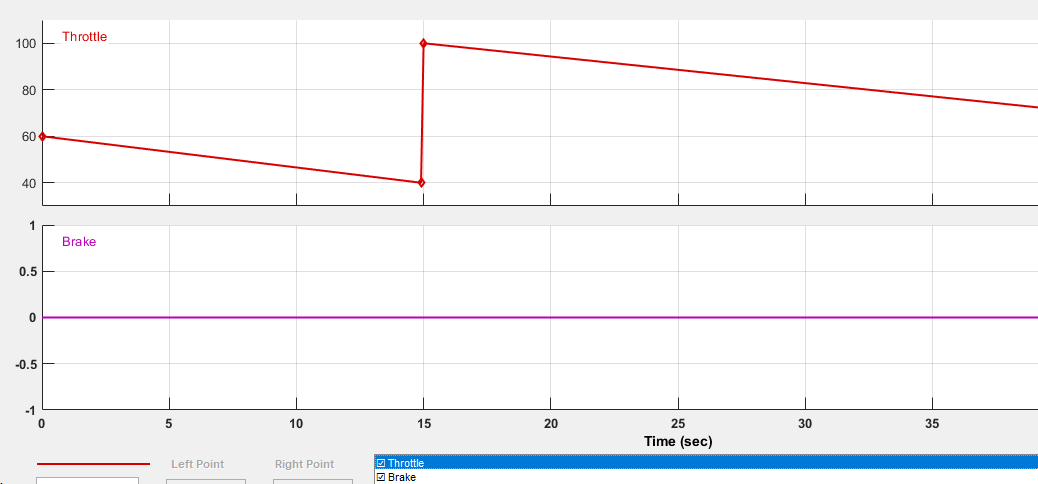 Throttle
100
80
60
40
Brake
1
0.5
0
-0.5
-1
0 5 10 15 20 25 30 35
Time (sec)
Left Point Right Point
Throttle
Brake